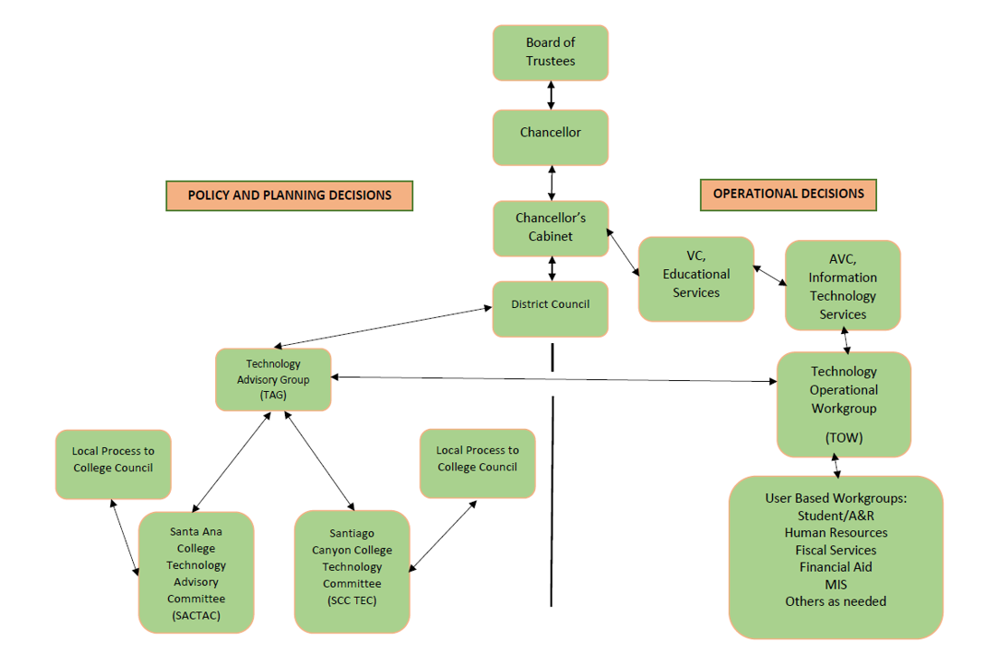 Board of
Trustees
Chancellor
POLICY AND PLANNING DECISIONS
OPERATIONAL DECISIONS
Chancellor's
Cabinet
VC,
Educational
Services
AVC,
Information
Technology
Services
District Council
Technology
Advisory Group
(TAG)
Technology
Operational
Workgroup
(TOW)
Local Process to
College Council
Local Process to
College Council
Santa Ana
College
Technology
Advisory
Committee
(SACTAC)
Santiago
Canyon College
Technology
Committee
(SCC TEC)
User Based Workgroups:
Student/A&R
Human Resources
Fiscal Services
Financial Aid
MIS
Others as needed